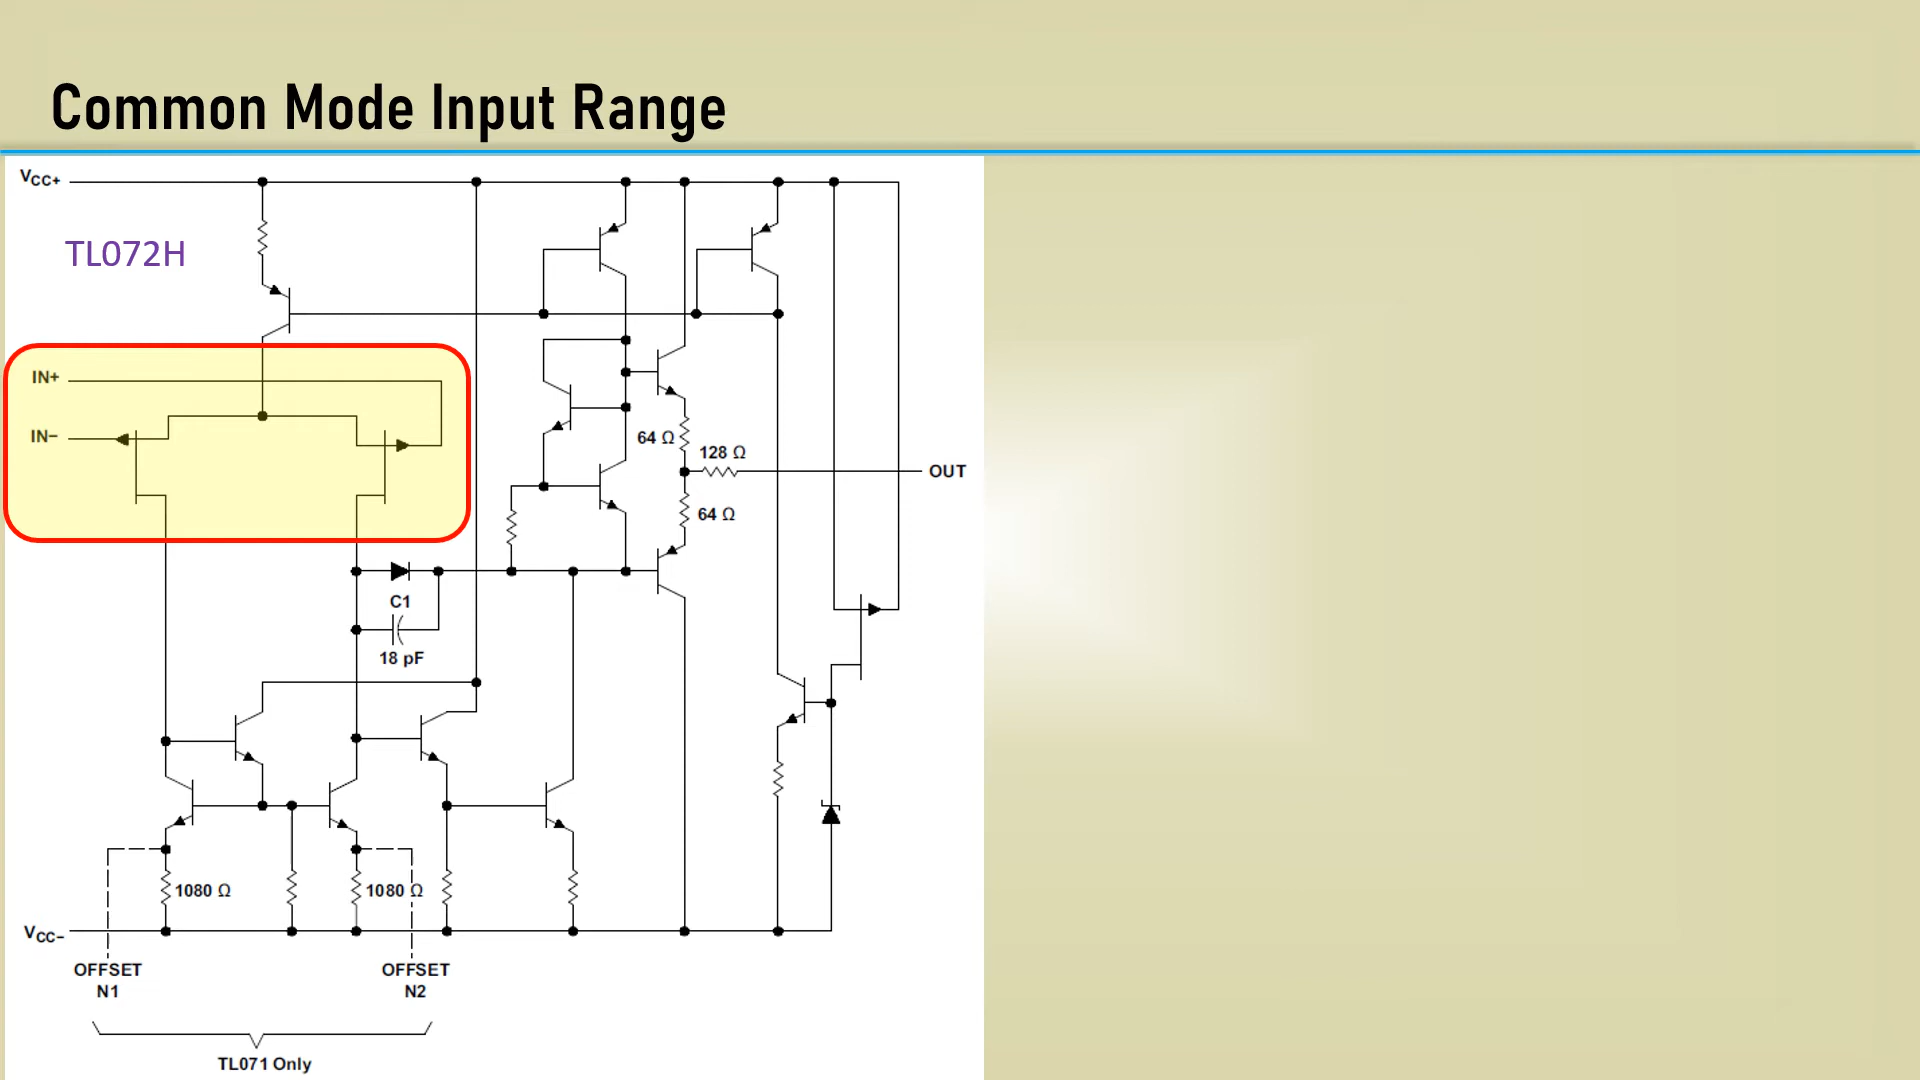 Common Mode Input Range
VCC+
TL072H
IN+
IN−
64 Ω
128 Ω
OUT
64 Ω
C1
18 pF
1080 Ω
1080 Ω
VCC−
OFFSET
N1
OFFSET
N2
TL071 Only